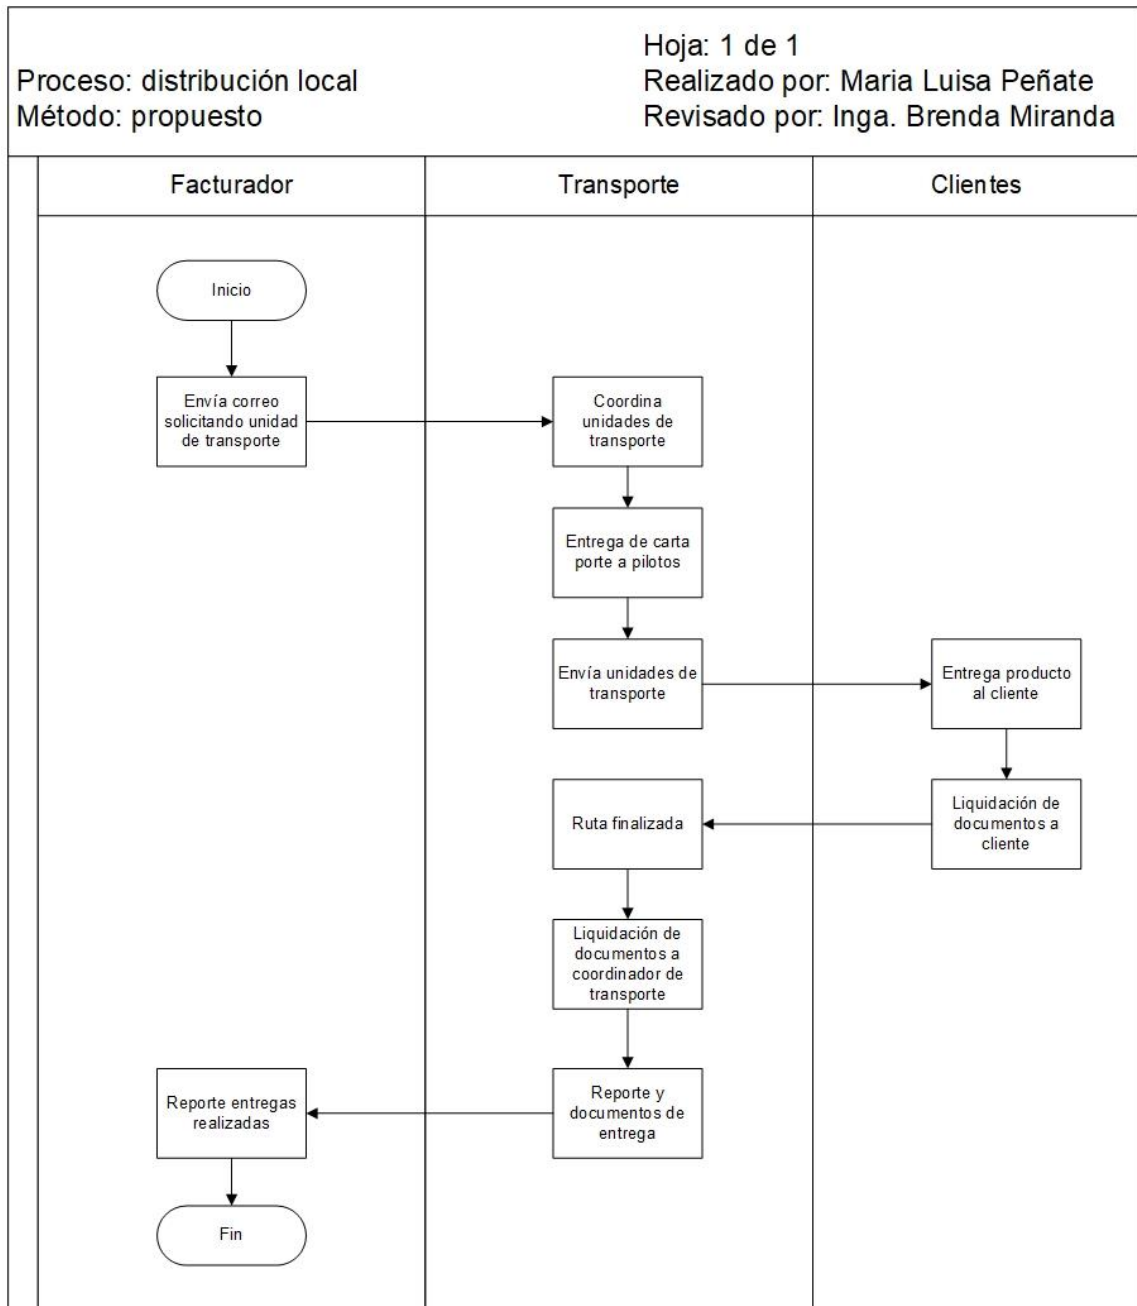 Proceso: distribución local
Método: propuesto
Hoja: 1 de 1
Realizado por: Maria Luisa Peñate
Revisado por: Inga. Brenda Miranda
Facturador
Transporte
Clientes
Inicio
Envía correo
solicitando unidad
de transporte
Coordina
unidades de
transporte
Entrega de carta
porte a pilotos
Envía unidades de
transporte
Entrega producto
al cliente
Liquidación de
documentos a
cliente
Ruta finalizada
Liquidación de
documentos a
coordinador de
transporte
Reporte y
documentos de
entrega
Reporte entregas
realizadas
Fin